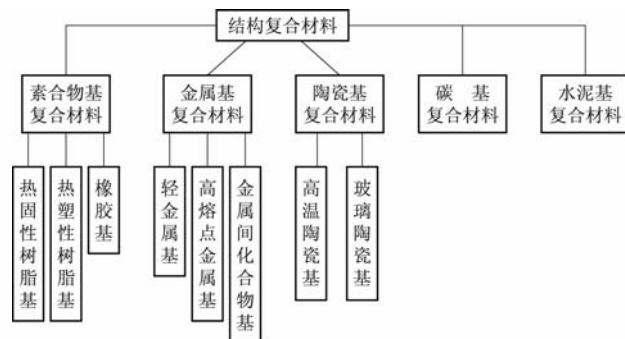 结构复合材料
素合物基
复合材料
金属基
复合材料
陶瓷基
复合材料
碳 基
复合材料
水泥基
复合材料
热固性树脂基
热塑性树脂基
橡胶基
轻金属基
高熔点金属基
金属间化合物基
高温陶瓷基
玻璃陶瓷基